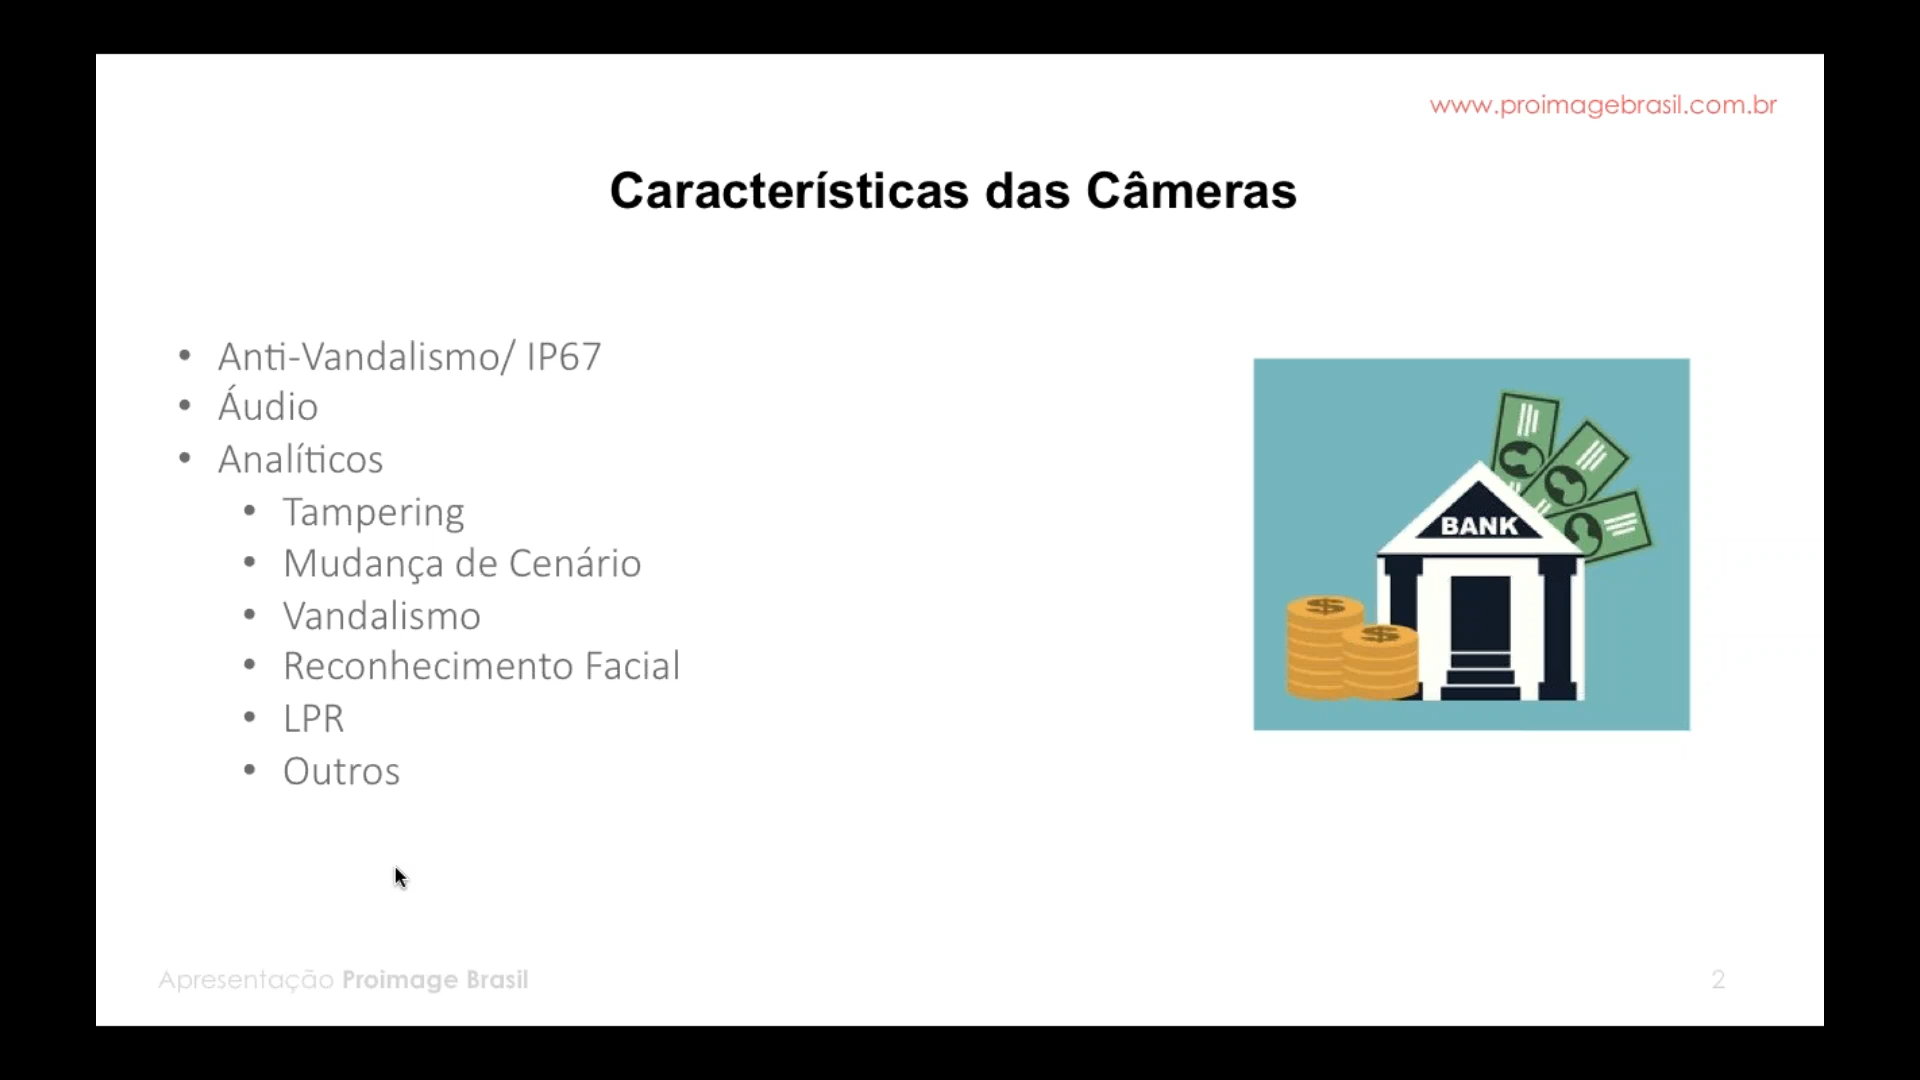 www.proimagebrasil.com.br
Características das Câmeras
• Anti-Vandalismo/ IP67
• Áudio
• Analíticos
• Tampering
• Mudança de Cenário
• Vandalismo
• Reconhecimento Facial
• LPR
• Outros
BANK
$
$
Apresentação Proimage Brasil
2